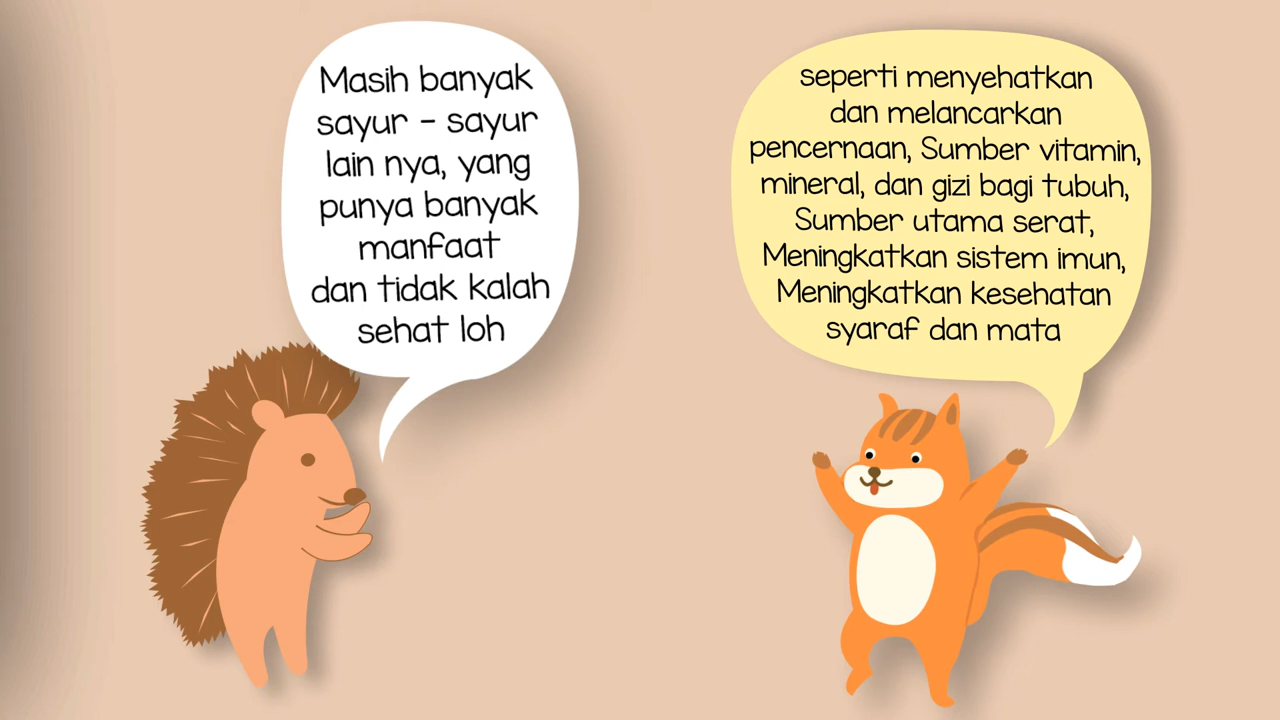 Masih banyak
sayur - sayur
lain nya, yang
punya banyak
manfaat
dan tidak kalah
sehat loh
seperti menyehatkan
dan melancarkan
pencernaan, Sumber vitamin,
mineral, dan gizi bagi tubuh,
Sumber utama serat,
Meningkatkan sistem imun,
Meningkatkan kesehatan
syaraf dan mata